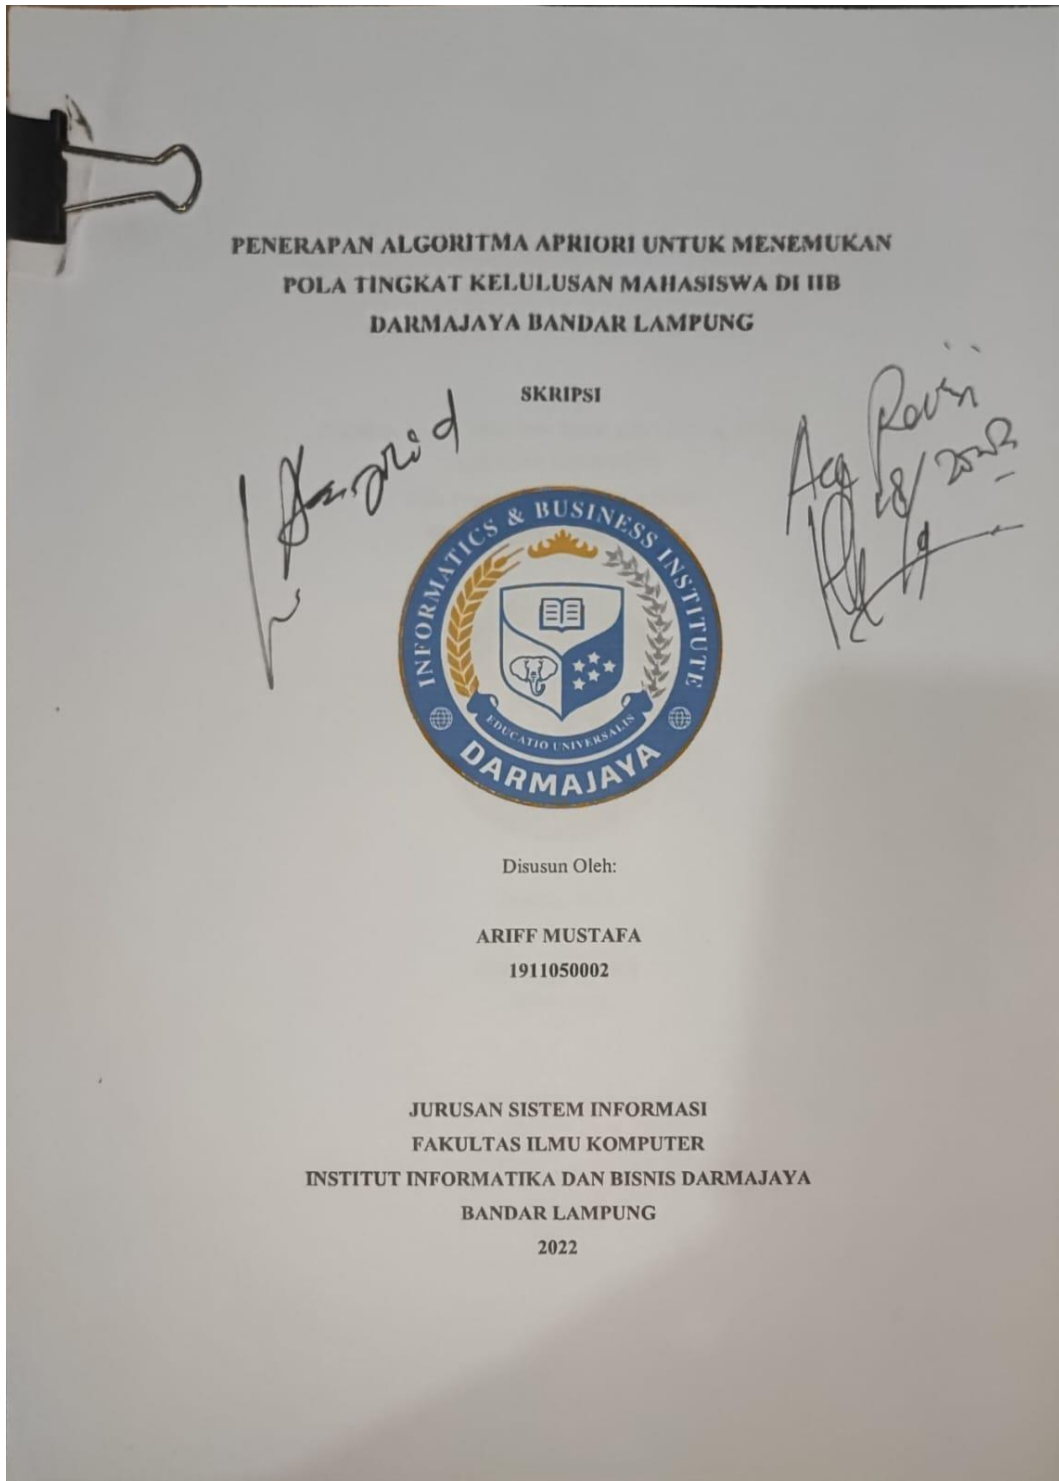 PENERAPAN ALGORITMA APRIORI UNTUK MENEMUKAN
POLA TINGKAT KELULUSAN MAHASISWA DI IIB
DARMAJAYA BANDAR LAMPUNG
SKRIPSI
Acc Revisi
INFORMATICS & BUSINESS INSTITUTE
EDUCATIO UNIVERSALIS
DARMAJAYA
Disusun Oleh:
ARIFF MUSTAFA
1911050002
JURUSAN SISTEM INFORMASI
FAKULTAS ILMU KOMPUTER
INSTITUT INFORMATIKA DAN BISNIS DARMAJAYA
BANDAR LAMPUNG
2022